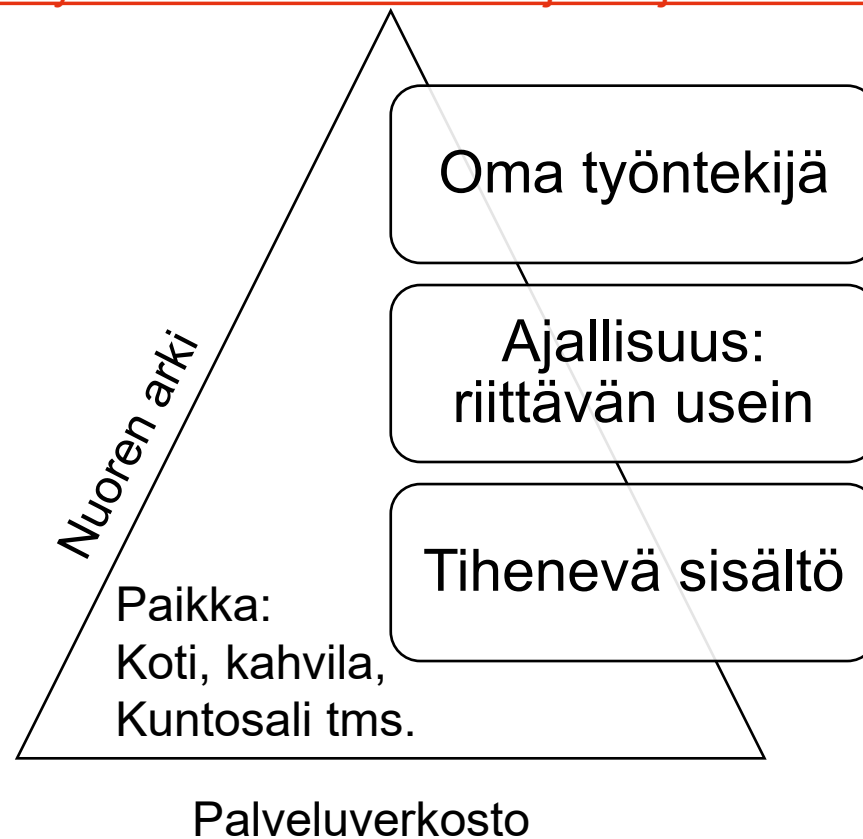 Oma työntekijä
Ajallisuus:
riittävän usein
Tihenevä sisältö
Nuoren arki
Paikka:
Koti, kahvila,
Kuntosali tms.
Palveluverkosto